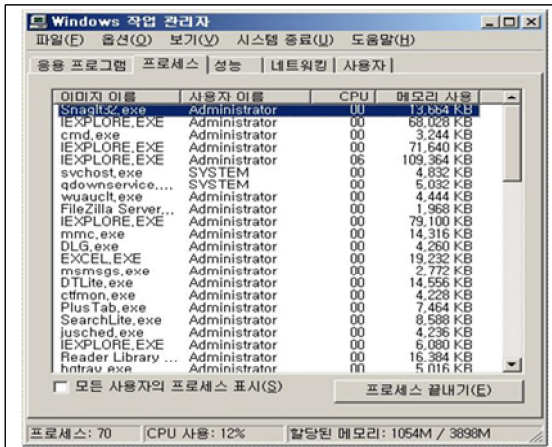 Windows 작업 관리자
파일(F) 옵션(O) 보기(V) 시스템 종료(U) 도움말(H)
응용 프로그램 프로세스 성능 네트워킹 사용자
이미지 이름 사용자 이름 CPU 메모리 사용
SnagIt32.exe Administrator 00 13,664 KB
IEXPLORE.EXE Administrator 00 68,028 KB
cmd.exe Administrator 00 3,244 KB
IEXPLORE.EXE Administrator 00 71,640 KB
IEXPLORE.EXE Administrator 06 109,364 KB
svchost.exe SYSTEM 00 4,832 KB
qdownservice.... SYSTEM 00 5,032 KB
wuauclt.exe Administrator 00 4,444 KB
FileZilla Server... Administrator 00 1,968 KB
IEXPLORE.EXE Administrator 00 79,100 KB
mmc.exe Administrator 00 14,316 KB
DLG.exe Administrator 00 4,260 KB
EXCEL.EXE Administrator 00 19,232 KB
msmsgs.exe Administrator 00 2,772 KB
DTLite.exe Administrator 00 14,556 KB
ctfmon.exe Administrator 00 4,228 KB
PlusTab.exe Administrator 00 7,464 KB
SearchLite.exe Administrator 00 8,588 KB
jusched.exe Administrator 00 4,236 KB
IEXPLORE.EXE Administrator 00 6,080 KB
Reader Library ... Administrator 00 16,384 KB
hqtray.exe Administrator 00 5,016 KB
모든 사용자의 프로세스 표시(S) 프로세스 끝내기(E)
프로세스: 70 CPU 사용: 12% 할당된 메모리: 1054M / 3898M